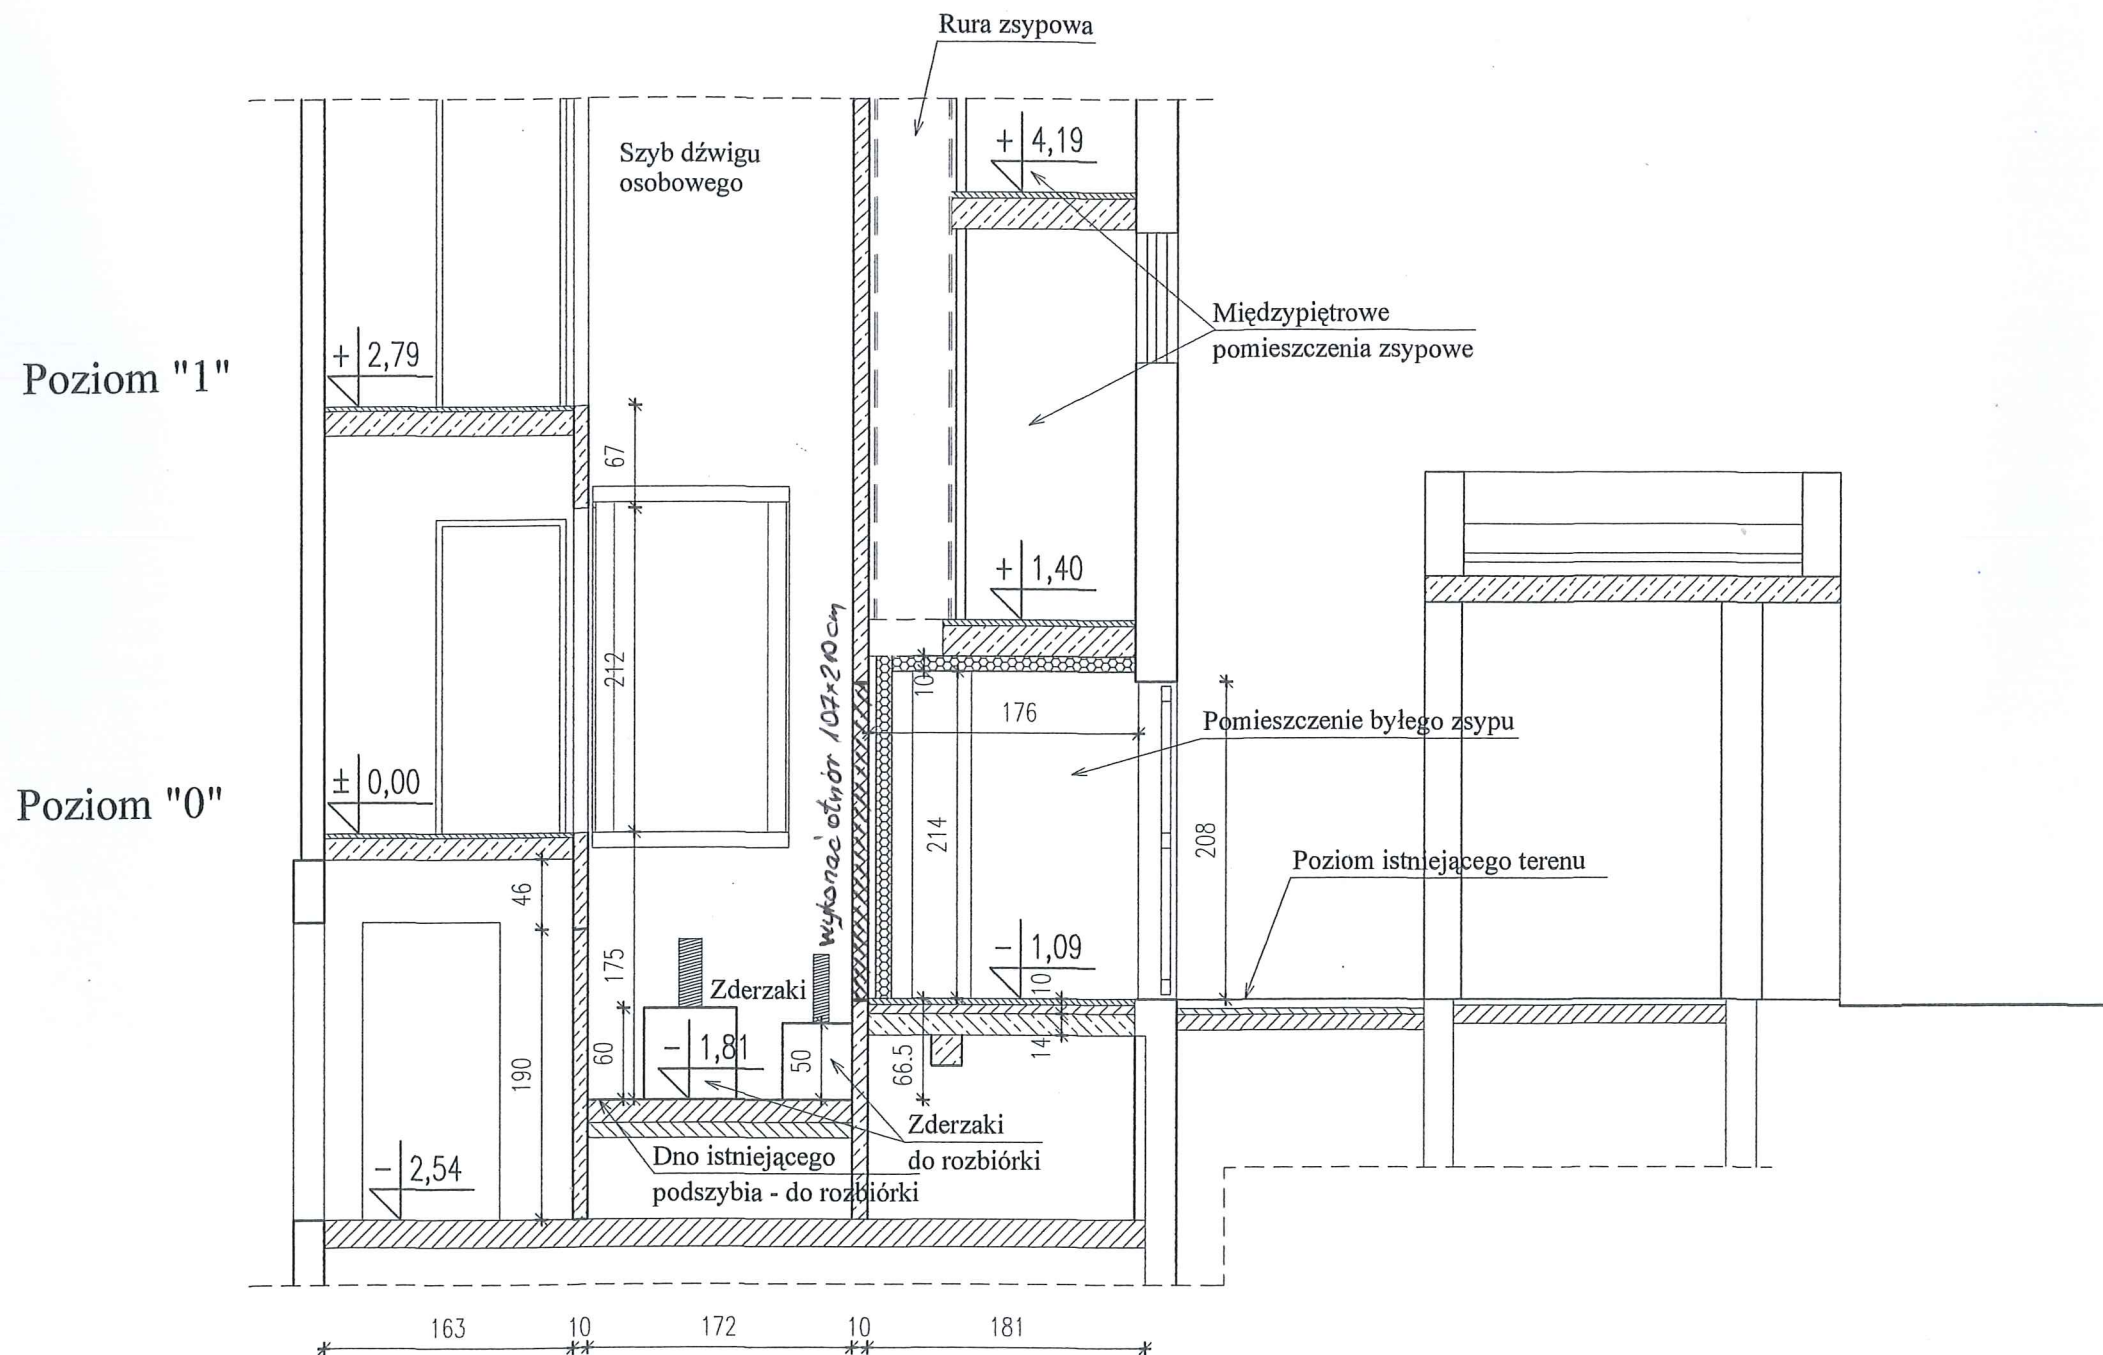 Rura zsypowa
Szyb dźwigu
osobowego
+ 4,19
Międzypiętrowe
pomieszczenia zsypowe
Poziom "1"
+ 2,79
67
+ 1,40
212
wykonać otwór 107x210cm
10
176
Pomieszczenie byłego zsypu
Poziom "0"
± 0,00
214
208
Poziom istniejącego terenu
46
175
Zderzaki
- 1,09
10
190
60
- 1,81
50
66.5
14
Zderzaki
do rozbiórki
Dno istniejącego
podszybia - do rozbiórki
- 2,54
163
10
172
10
181